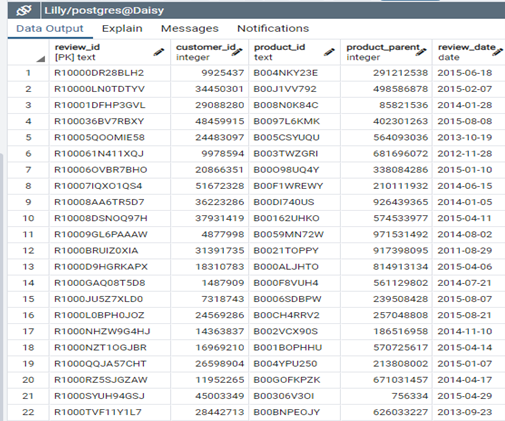 Lilly/postgres@Daisy
Data Output Explain Messages Notifications
review_id customer_id product_id product_parent review_date
[PK] text integer text integer date
1 R10000DR28BLH2 9925437 B004NKY23E 291212538 2015-06-18
2 R10000LN0TDTYV 34450301 B00J1VV792 498586878 2015-02-07
3 R10001DFHP3GVL 29088280 B008N0K84C 85821536 2014-01-28
4 R100036BV7RBXY 48459915 B0097L6KMK 402301263 2015-08-08
5 R10005QOOMIE58 24483097 B005CSYUQU 564093036 2013-10-19
6 R100061N411XQJ 9978594 B003TWZGRI 681696072 2012-11-28
7 R10006OVBR7BHO 20866351 B00O98UQ4Y 338084286 2015-01-10
8 R10007IQXO1QS4 51672328 B00F1WREWY 210111932 2014-06-15
9 R10008AA6TR5D7 36223286 B00DI740US 926439365 2014-01-05
10 R10008DSNOQ97H 37931419 B00162UHKO 574533977 2015-04-11
11 R10009GL6PAAAW 4877998 B0059MN72W 971531492 2014-08-02
12 R1000BRUIZ0XIA 31391735 B0021TOPPY 917398095 2011-08-29
13 R1000D9HGRKAPX 18310783 B000ALJHTO 814913134 2015-04-06
14 R1000GAQ08T5D8 1487909 B000F8VUH4 561129802 2014-07-21
15 R1000JU5Z7XLD0 7318743 B0006SDBPW 239508428 2015-08-07
16 R1000L0BPH0JOZ 24569286 B00CH4RRV2 257048808 2015-08-21
17 R1000NHZW9G4HJ 14363837 B002VCX90S 186516958 2014-11-10
18 R1000NZT1OGJBR 16969210 B001BOPHHU 570725617 2015-04-14
19 R1000QQJA57CHT 26598904 B004YPU250 213808002 2015-01-07
20 R1000RZ5SJGZAW 11952265 B00GOFKPZK 671031457 2014-04-17
21 R1000SYUH94GSJ 45003349 B00306V3OI 756334 2015-04-29
22 R1000TVF11Y1L7 28442713 B00BNPEOJY 626033227 2013-09-23